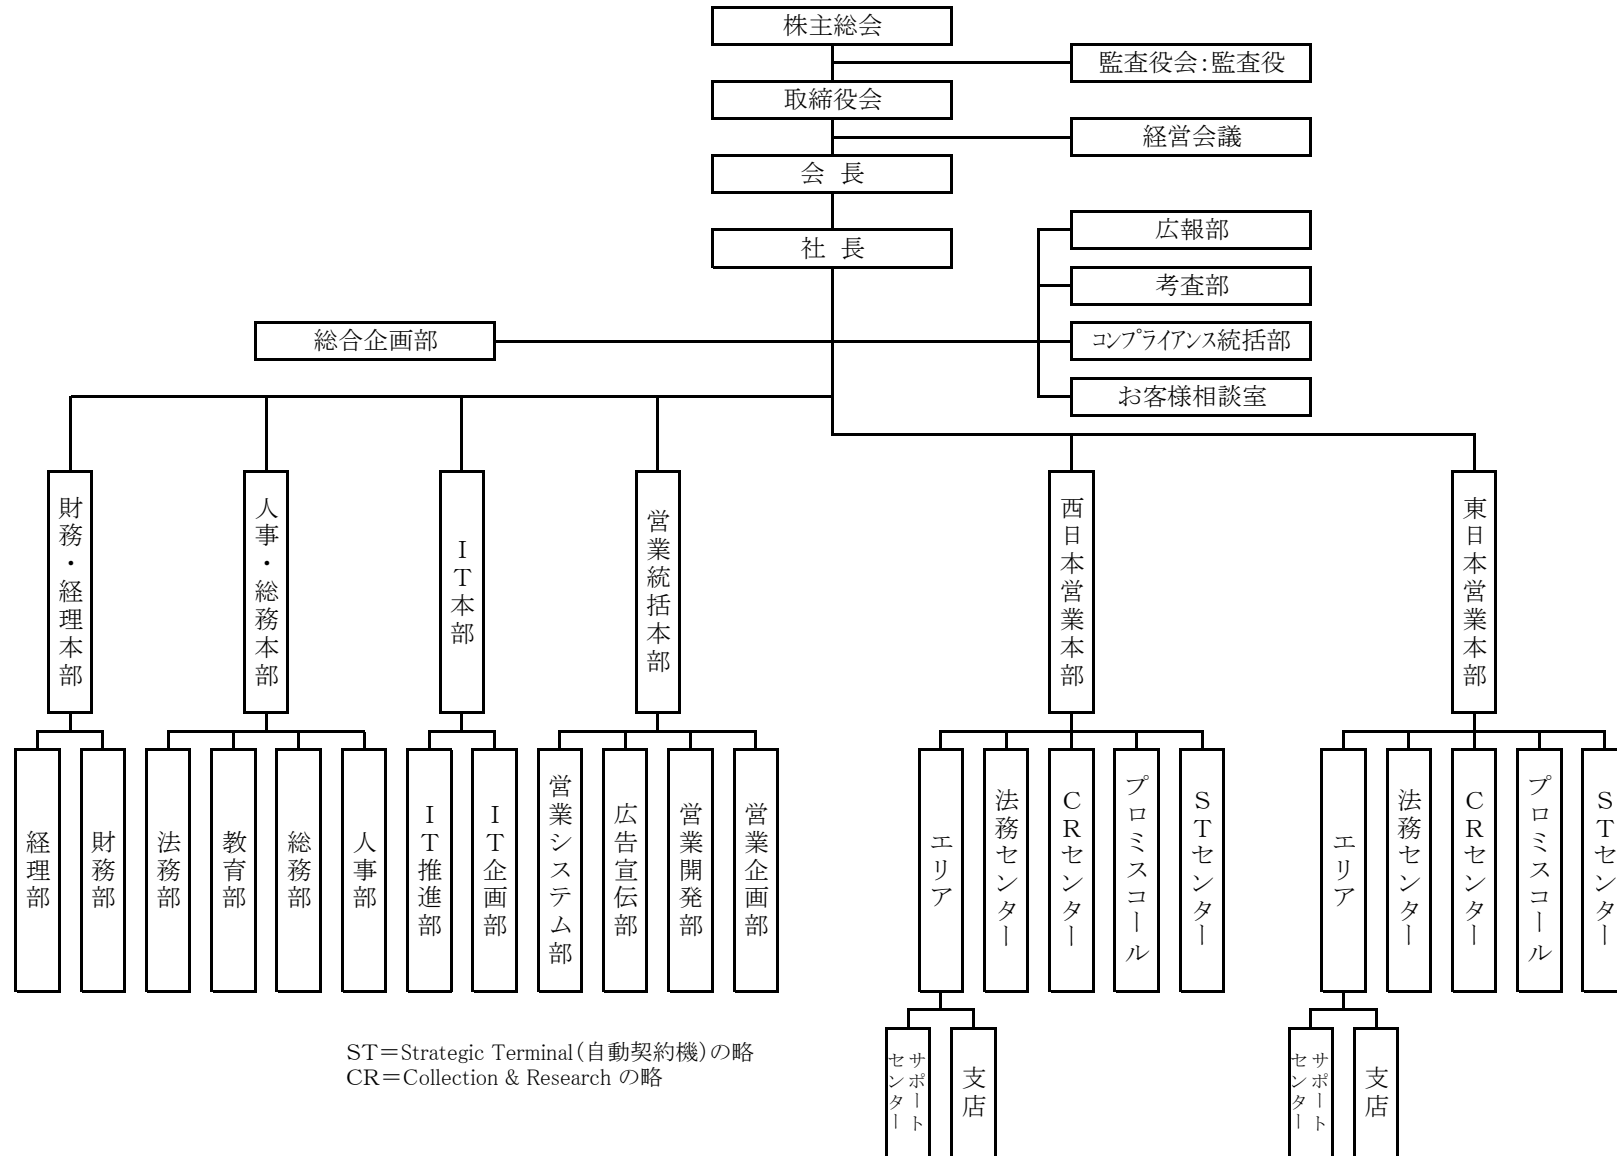 株主総会
監査役会：監査役
取締役会
経営会議
会 長
社 長
広報部
考査部
総合企画部
コンプライアンス統括部
お客様相談室
財務・経理本部
人事・総務本部
IT本部
営業統括本部
西日本営業本部
東日本営業本部
経理部
財務部
法務部
教育部
総務部
人事部
IT推進部
IT企画部
営業システム部
広告宣伝部
営業開発部
営業企画部
エリア
法務センター
CRセンター
プロミスコール
STセンター
エリア
法務センター
CRセンター
プロミスコール
STセンター
サポート
センター
支店
サポート
センター
支店
ST＝Strategic Terminal（自動契約機）の略
CR＝Collection & Research の略